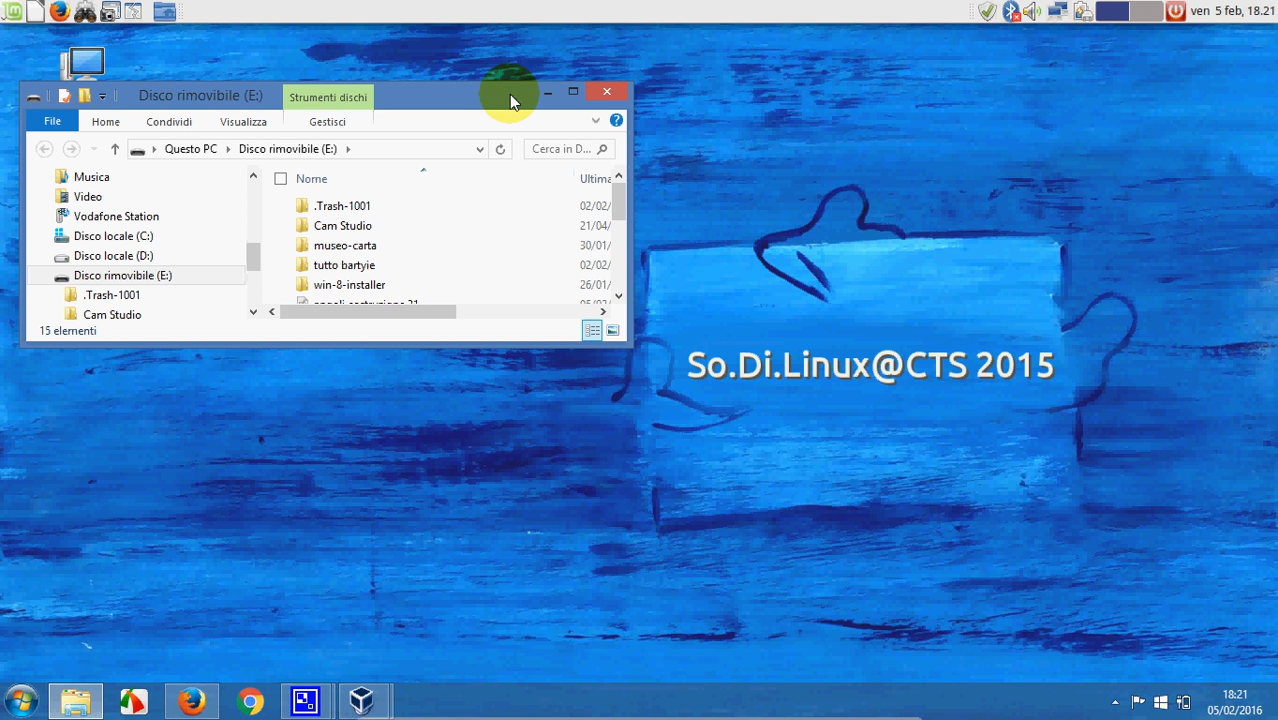 ven 5 feb, 18.21
Disco rimovibile (E:)
Strumenti dischi
File
Home
Condividi
Visualizza
Gestisci
Questo PC
Disco rimovibile (E:)
Cerca in D...
Musica
Video
Vodafone Station
Disco locale (C:)
Disco locale (D:)
Disco rimovibile (E:)
.Trash-1001
Cam Studio
Nome
Ultima
.Trash-1001
02/02/
Cam Studio
21/04/
museo-carta
30/01/
tutto bartyie
02/02/
win-8-installer
26/01/
15 elementi
So.Di.Linux@CTS 2015
18:21
05/02/2016